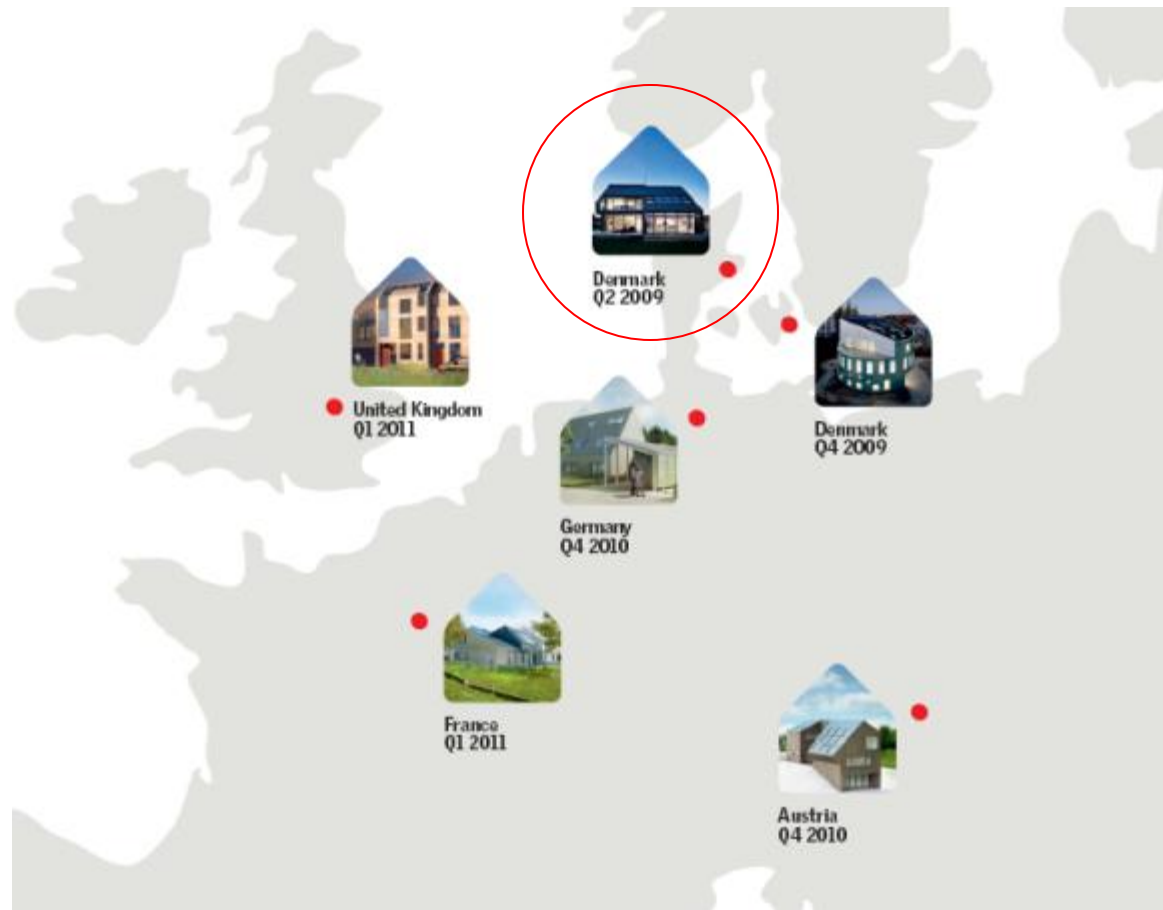 Denmark
Q2 2009
United Kingdom
Q1 2011
Denmark
Q4 2009
Germany
Q4 2010
France
Q1 2011
Austria
Q4 2010